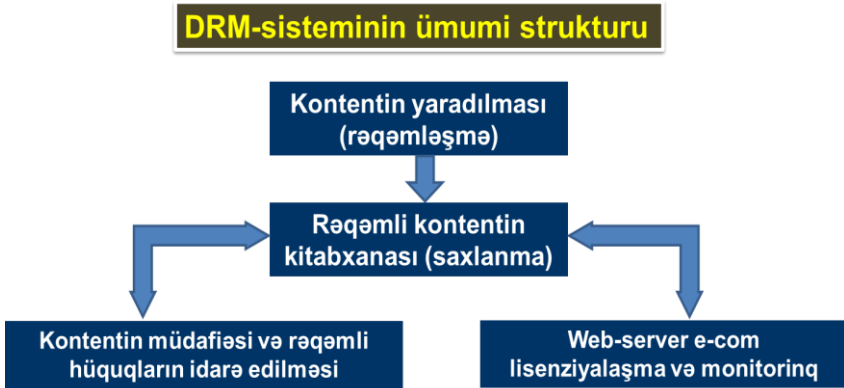 DRM-sisteminin ümumi strukturu
Kontentin yaradılması
(rəqəmləşmə)
Rəqəmli kontentin
kitabxanası (saxlanma)
Kontentin müdafiəsi və rəqəmli
hüquqların idarə edilməsi
Web-server e-com
lisenziyalaşma və monitorinq